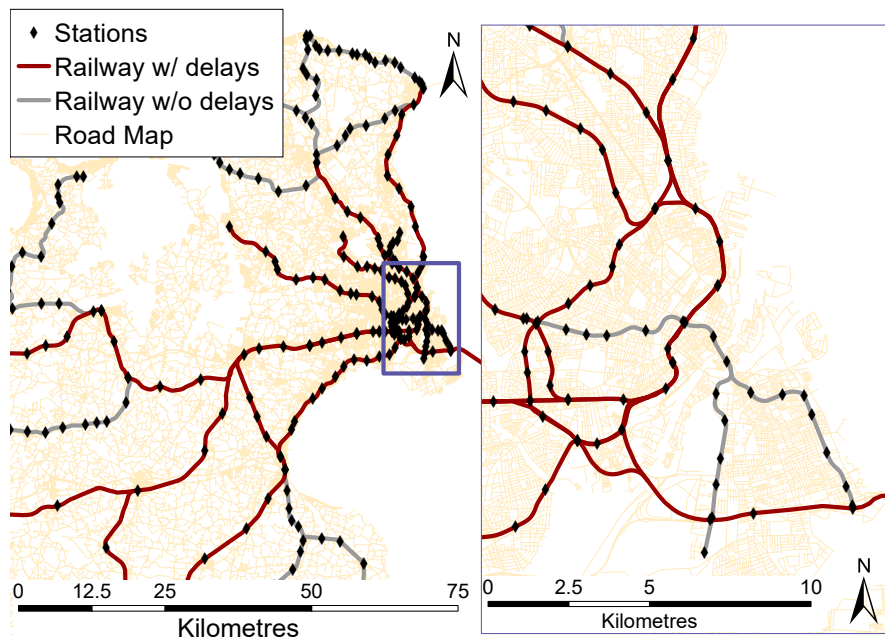 Stations
Railway w/ delays
Railway w/o delays
Road Map
N
0 12.5 25 50 75
Kilometres
0 2.5 5 10
Kilometres
N